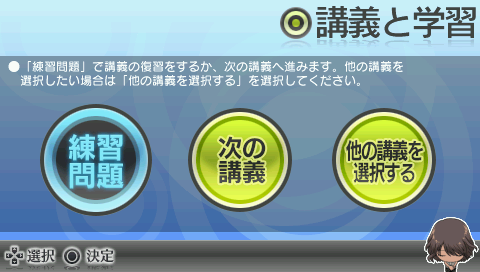 講義と学習
●「練習問題」で講義の復習をするか、次の講義へ進みます。他の講義を
選択したい場合は「他の講義を選択する」を選択してください。
練習
問題
次の
講義
他の講義を
選択する
選択 決定